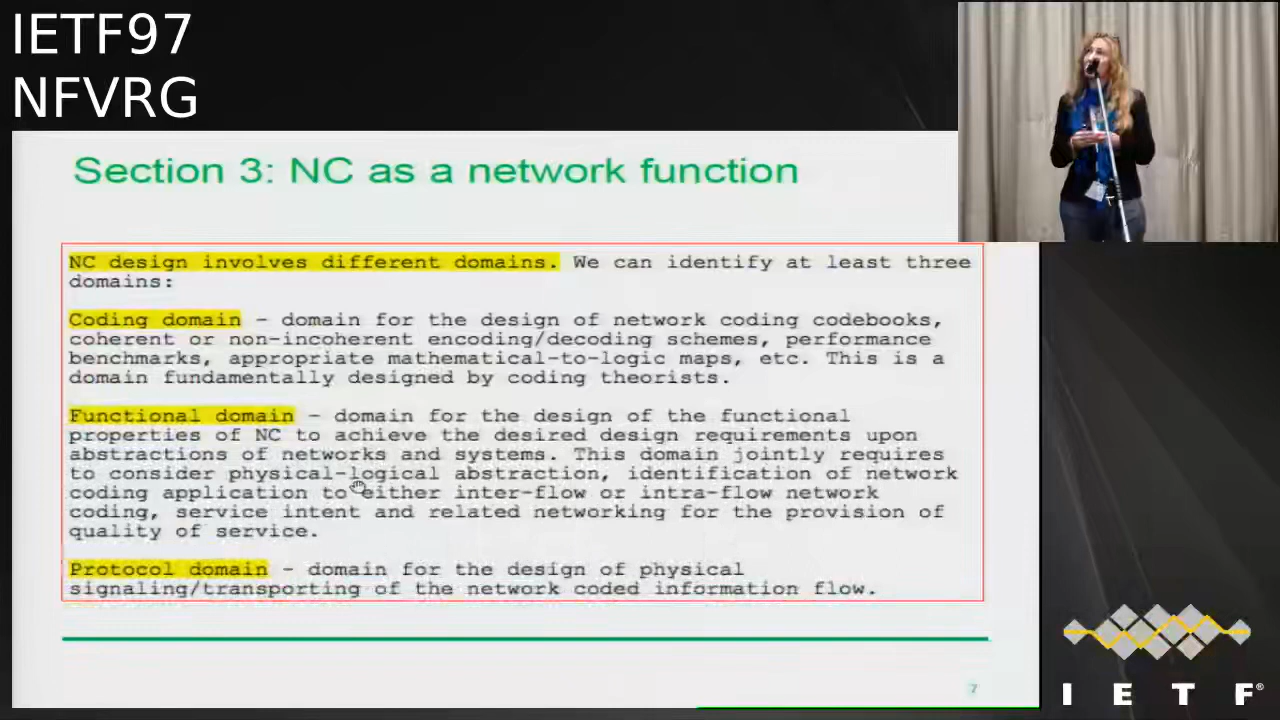 IETF97
NFVRG
Section 3: NC as a network function
NC design involves different domains. We can identify at least three
domains:
Coding domain - domain for the design of network coding codebooks,
coherent or non-incoherent encoding/decoding schemes, performance
benchmarks, appropriate mathematical-to-logic maps, etc. This is a
domain fundamentally designed by coding theorists.
Functional domain - domain for the design of the functional
properties of NC to achieve the desired design requirements upon
abstractions of networks and systems. This domain jointly requires
to consider physical-logical abstraction, identification of network
coding application to either inter-flow or intra-flow network
coding, service intent and related networking for the provision of
quality of service.
Protocol domain - domain for the design of physical
signaling/transporting of the network coded information flow.
7
I E T F®